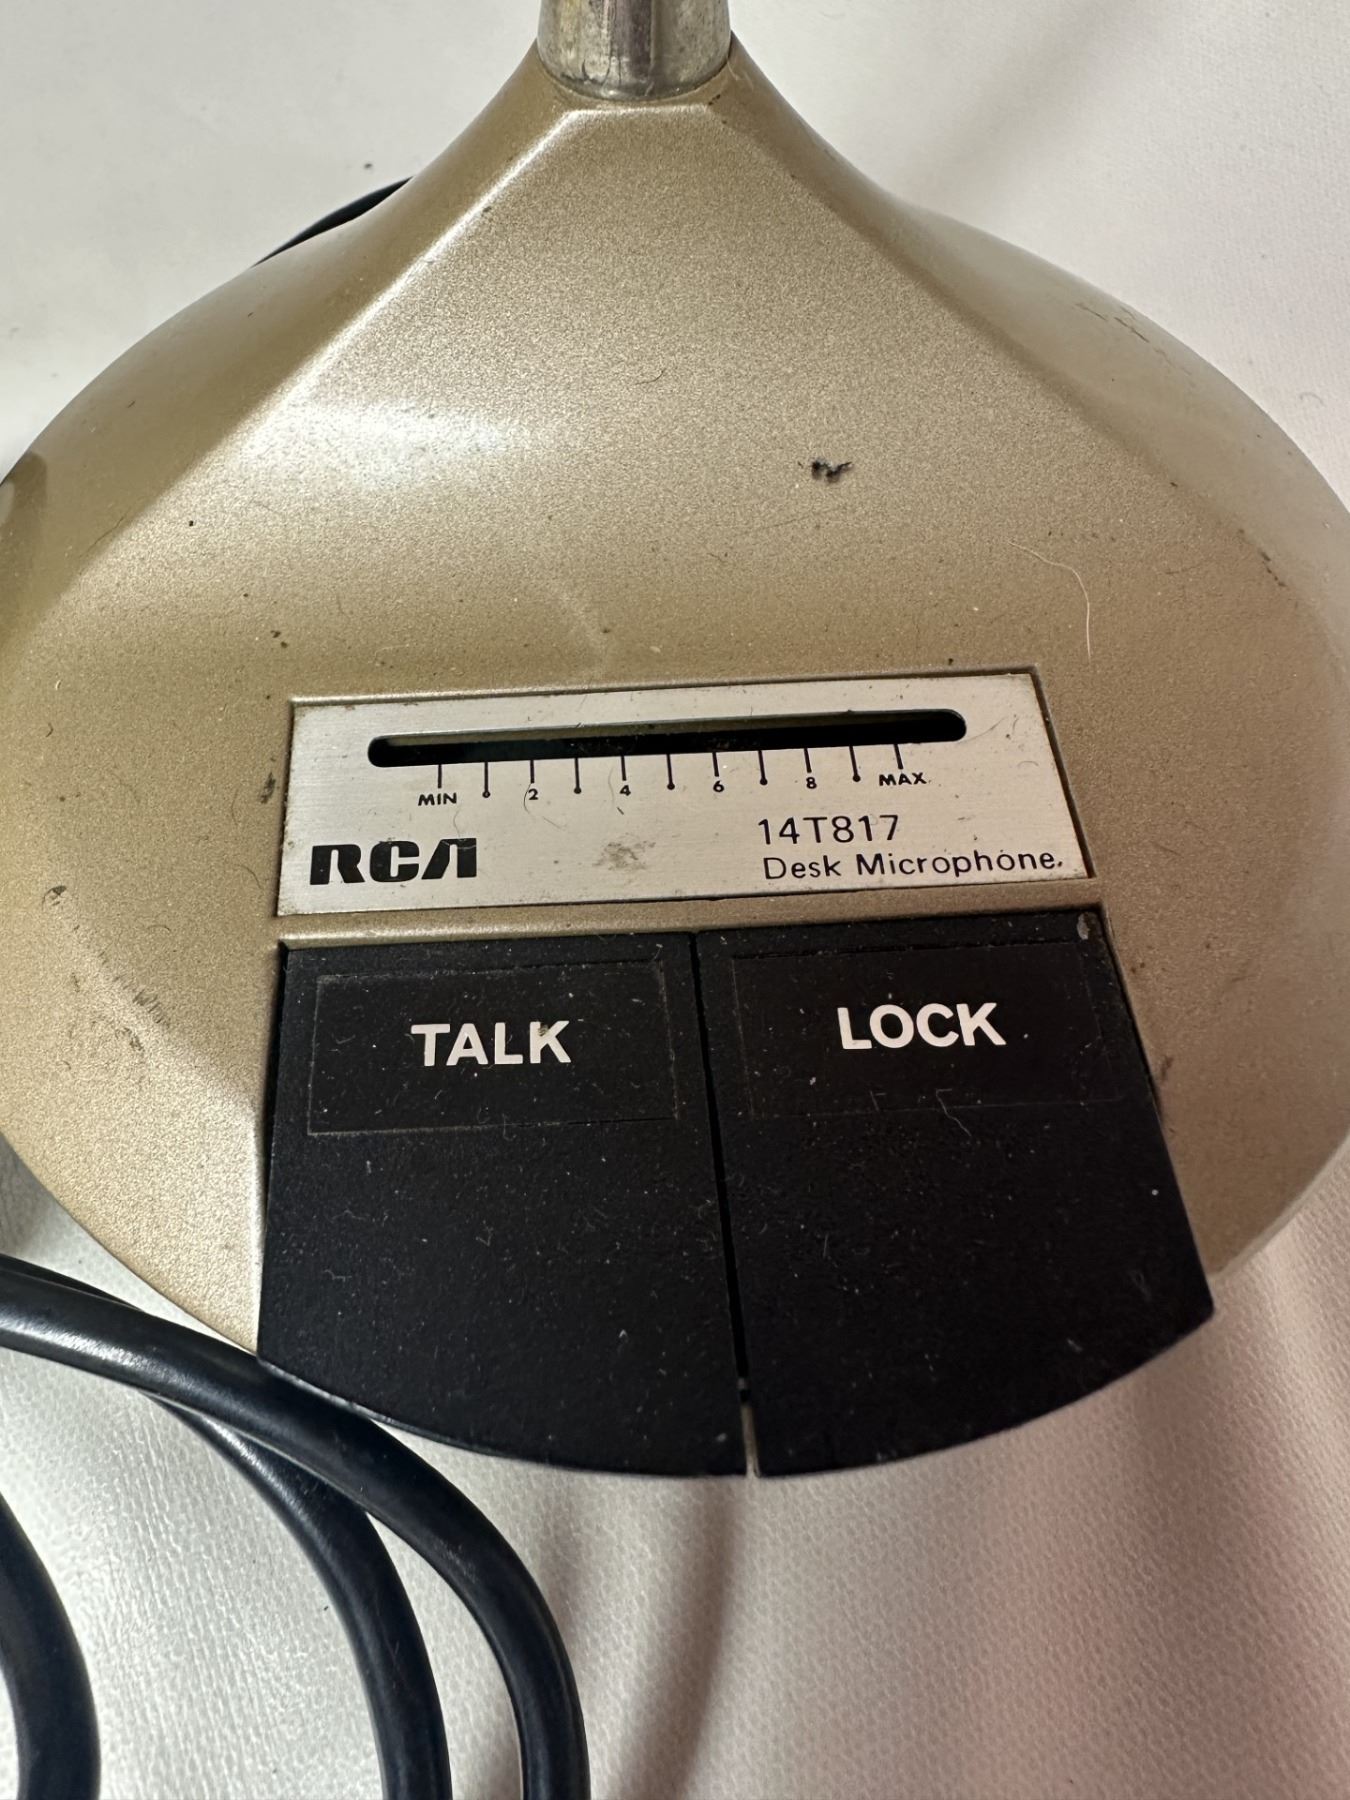 MIN 2 4 6 8 MAX
RCA
14T817
Desk Microphone
TALK LOCK